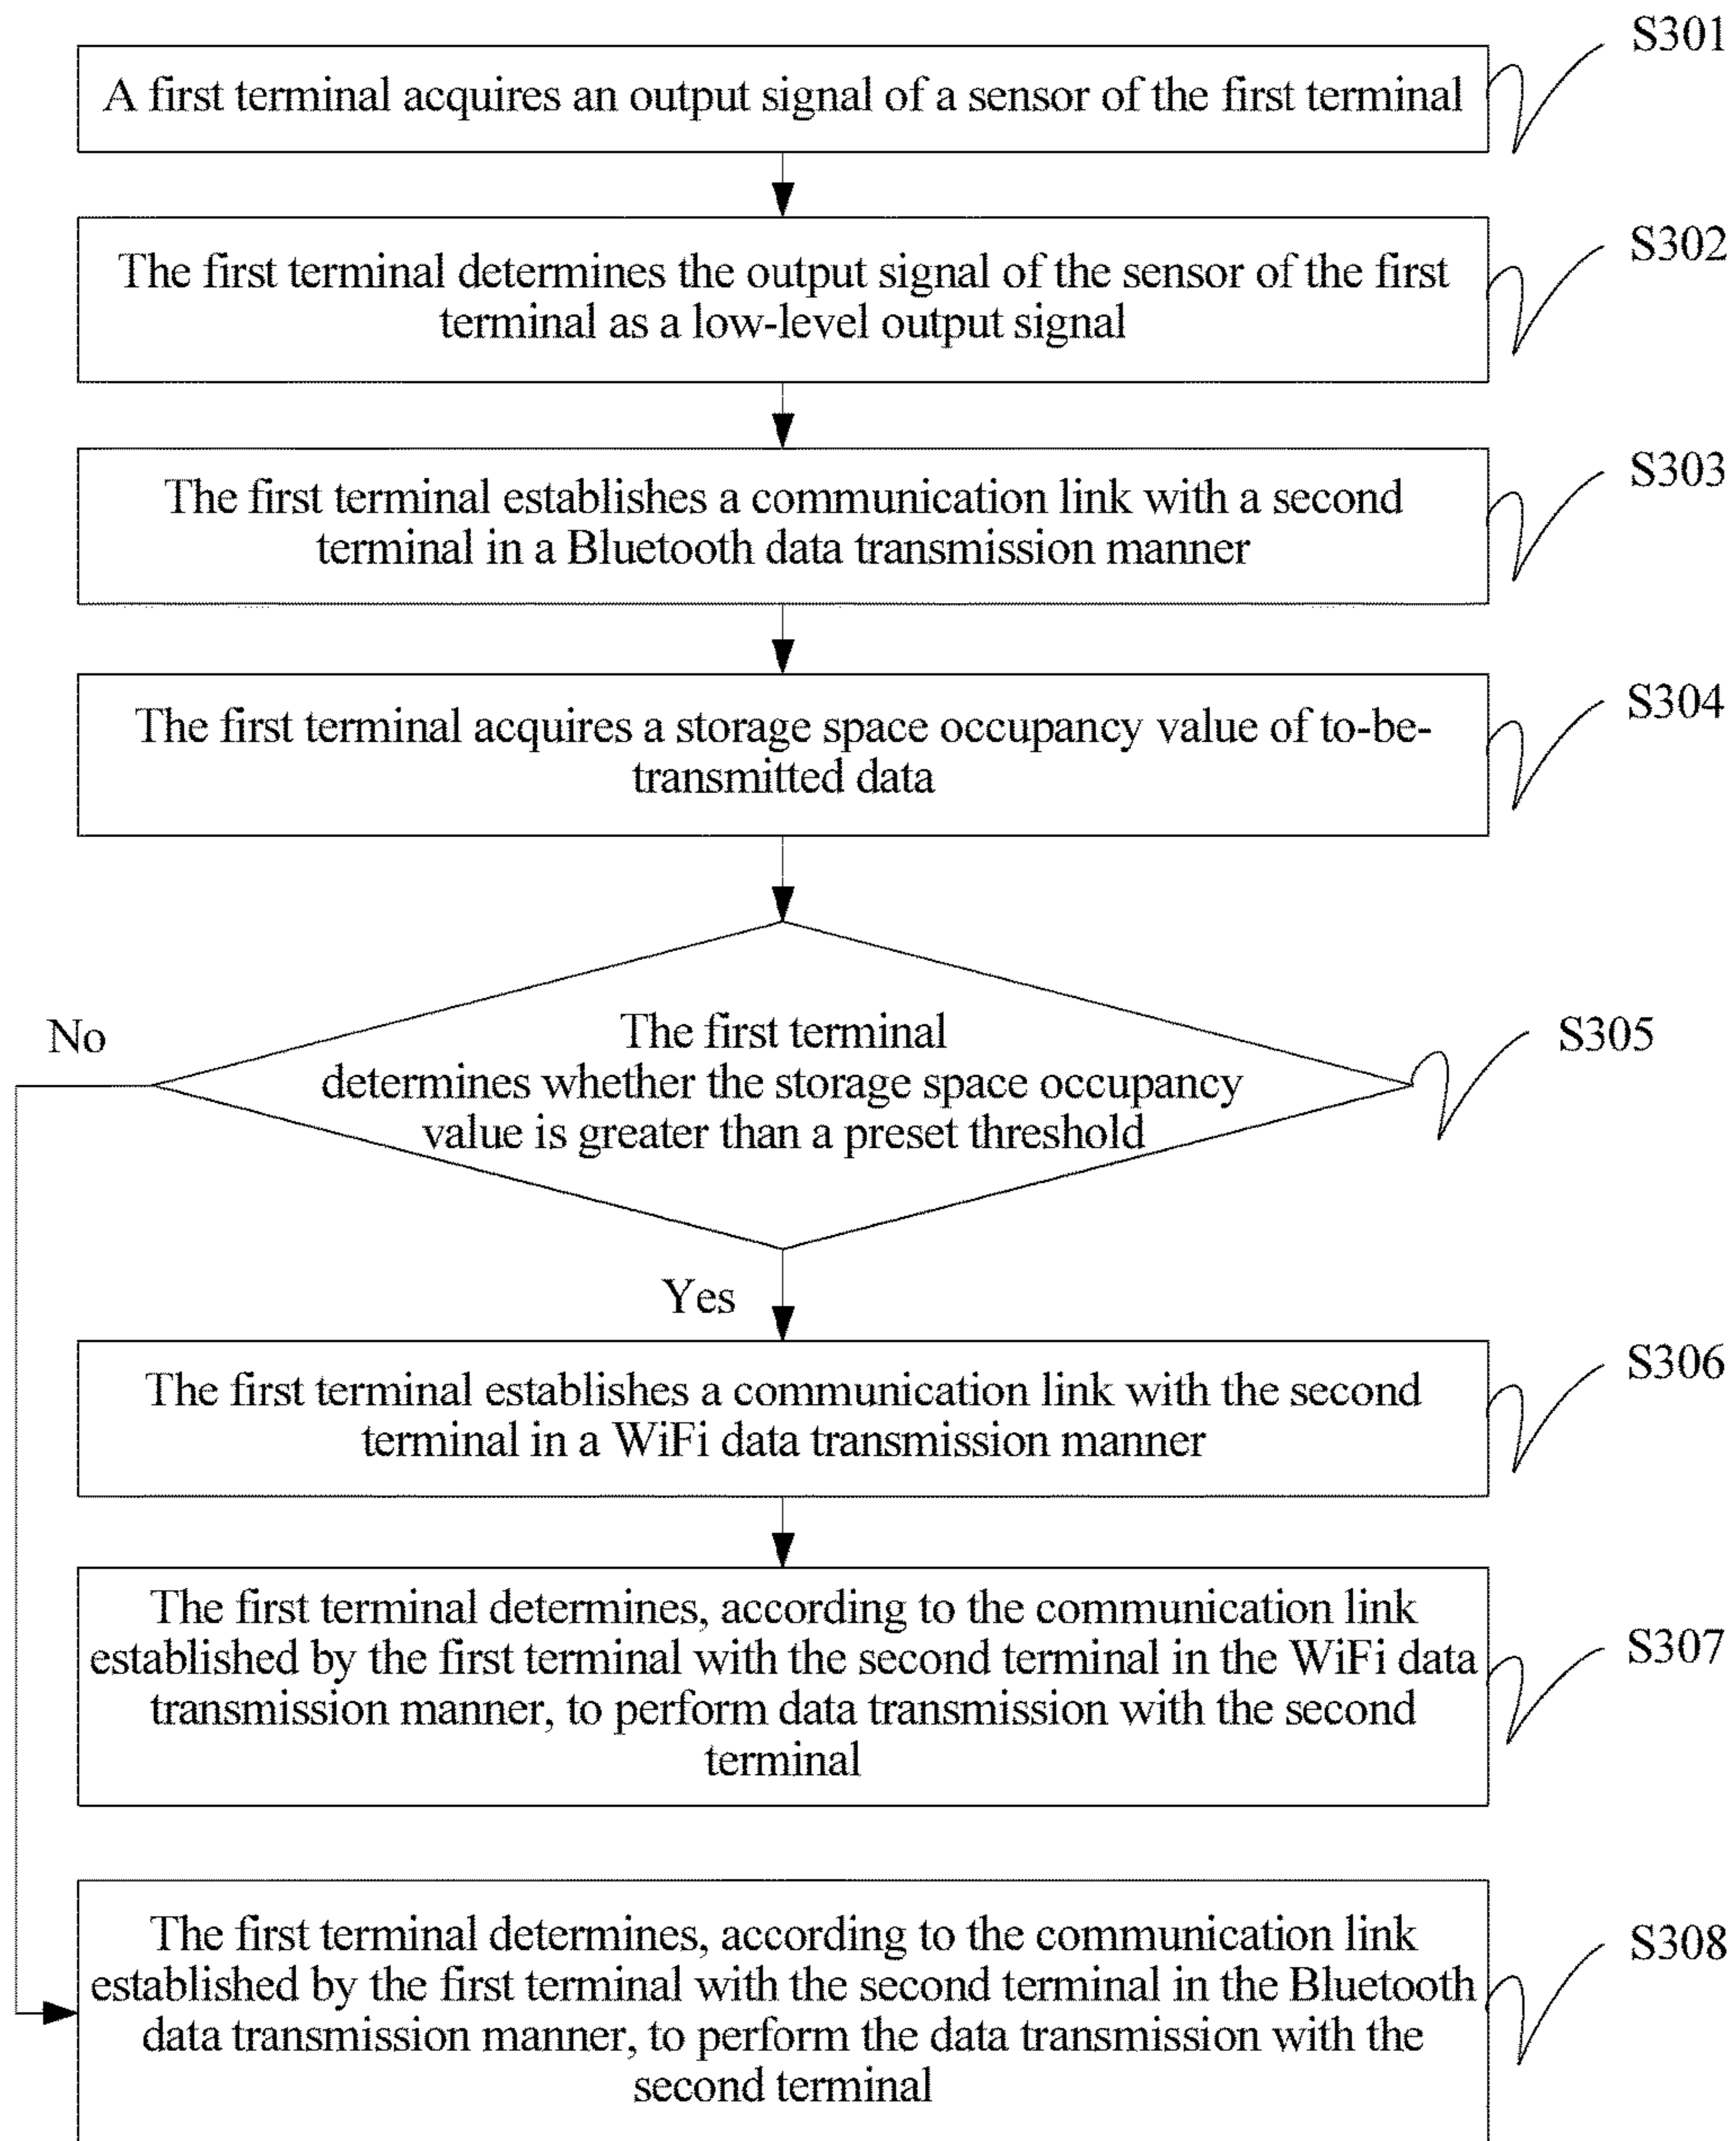 S301
A first terminal acquires an output signal of a sensor of the first terminal
S302
The first terminal determines the output signal of the sensor of the first
terminal as a low-level output signal
S303
The first terminal establishes a communication link with a second
terminal in a Bluetooth data transmission manner
S304
The first terminal acquires a storage space occupancy value of to-be-
transmitted data
No
S305
The first terminal
determines whether the storage space occupancy
value is greater than a preset threshold
Yes
S306
The first terminal establishes a communication link with the second
terminal in a WiFi data transmission manner
S307
The first terminal determines, according to the communication link
established by the first terminal with the second terminal in the WiFi data
transmission manner, to perform data transmission with the second
terminal
S308
The first terminal determines, according to the communication link
established by the first terminal with the second terminal in the Bluetooth
data transmission manner, to perform the data transmission with the
second terminal